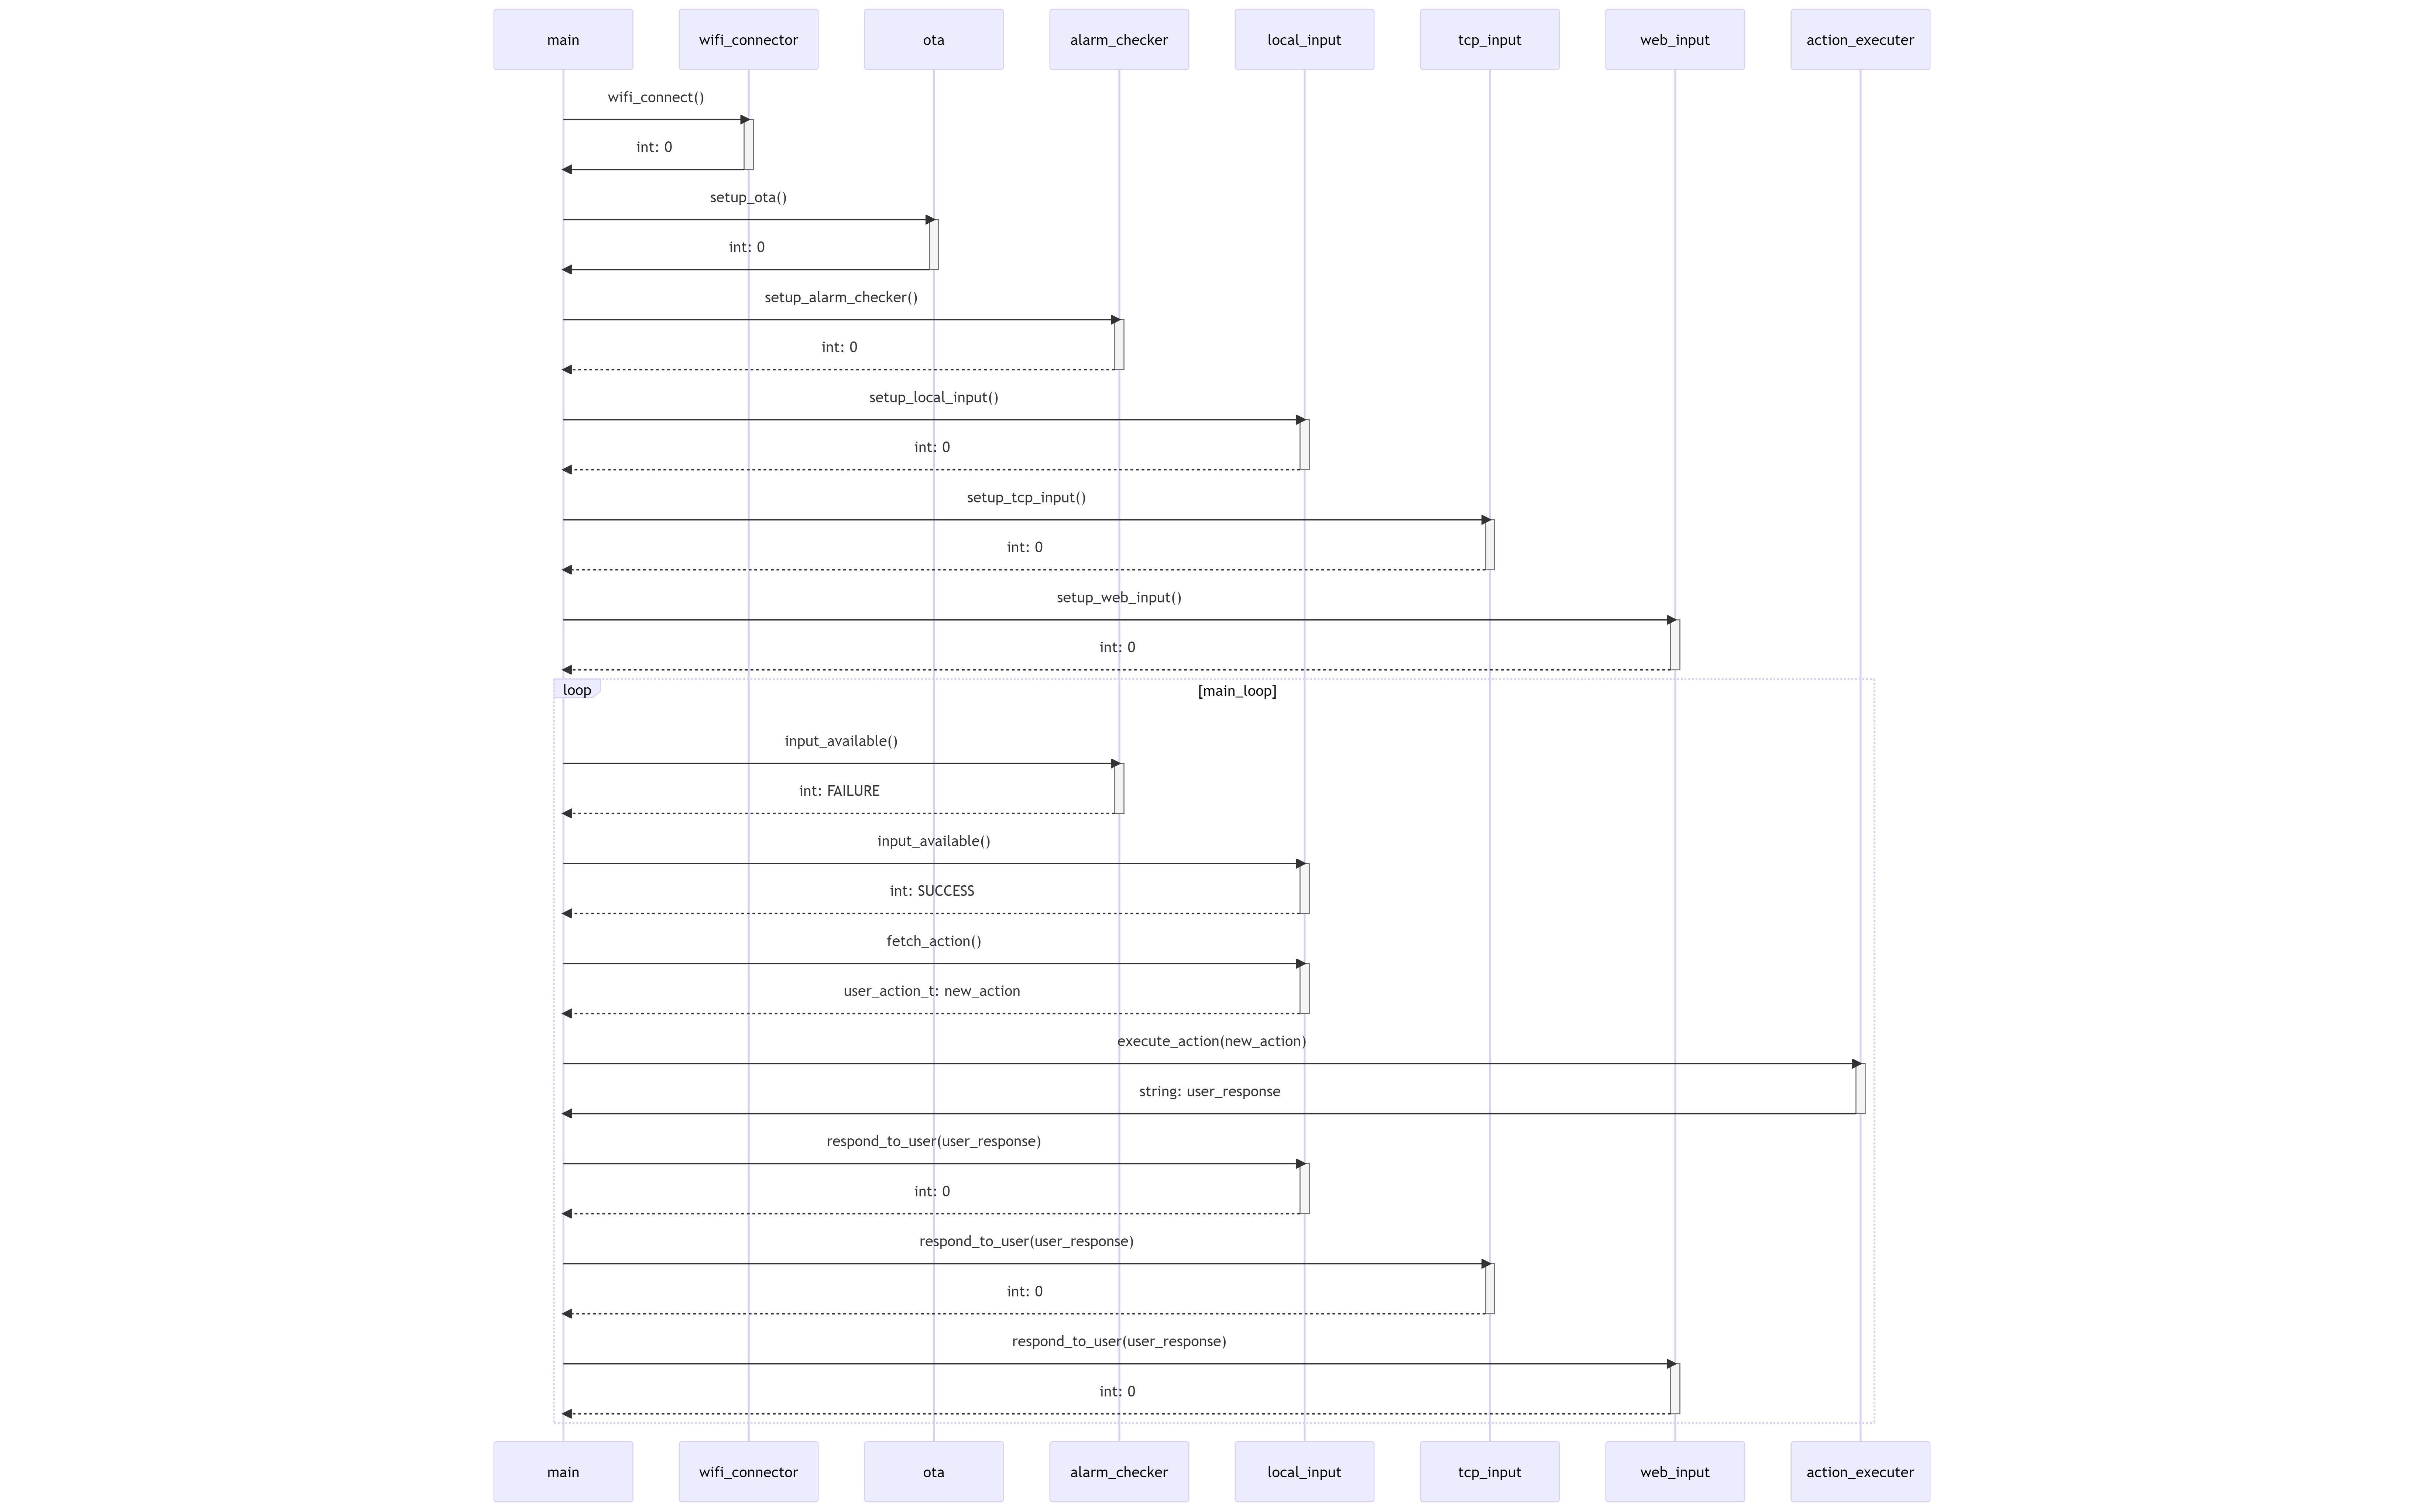 main wifi_connector ota alarm_checker local_input tcp_input web_input action_executer
wifi_connect()
int: 0
setup_ota()
int: 0
setup_alarm_checker()
int: 0
setup_local_input()
int: 0
setup_tcp_input()
int: 0
setup_web_input()
int: 0
loop [main_loop]
input_available()
int: FAILURE
input_available()
int: SUCCESS
fetch_action()
user_action_t: new_action
execute_action(new_action)
string: user_response
respond_to_user(user_response)
int: 0
respond_to_user(user_response)
int: 0
respond_to_user(user_response)
int: 0
main wifi_connector ota alarm_checker local_input tcp_input web_input action_executer